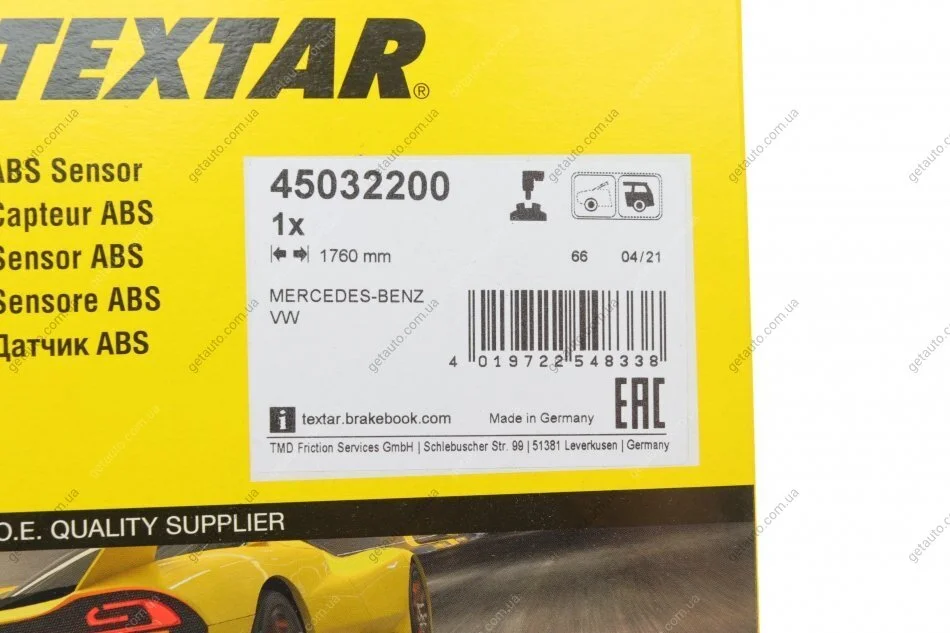 TEXTAR®
ABS Sensor
Capteur ABS
Sensor ABS
Sensore ABS
Датчик ABS
45032200
1x
1760 mm
66 04/21
MERCEDES-BENZ
VW
4 019722 548338
EAC
i textar.brakebook.com Made in Germany
TMD Friction Services GmbH | Schlebuscher Str. 99 | 51381 Leverkusen | Germany
O.E. QUALITY SUPPLIER
getauto.com.ua